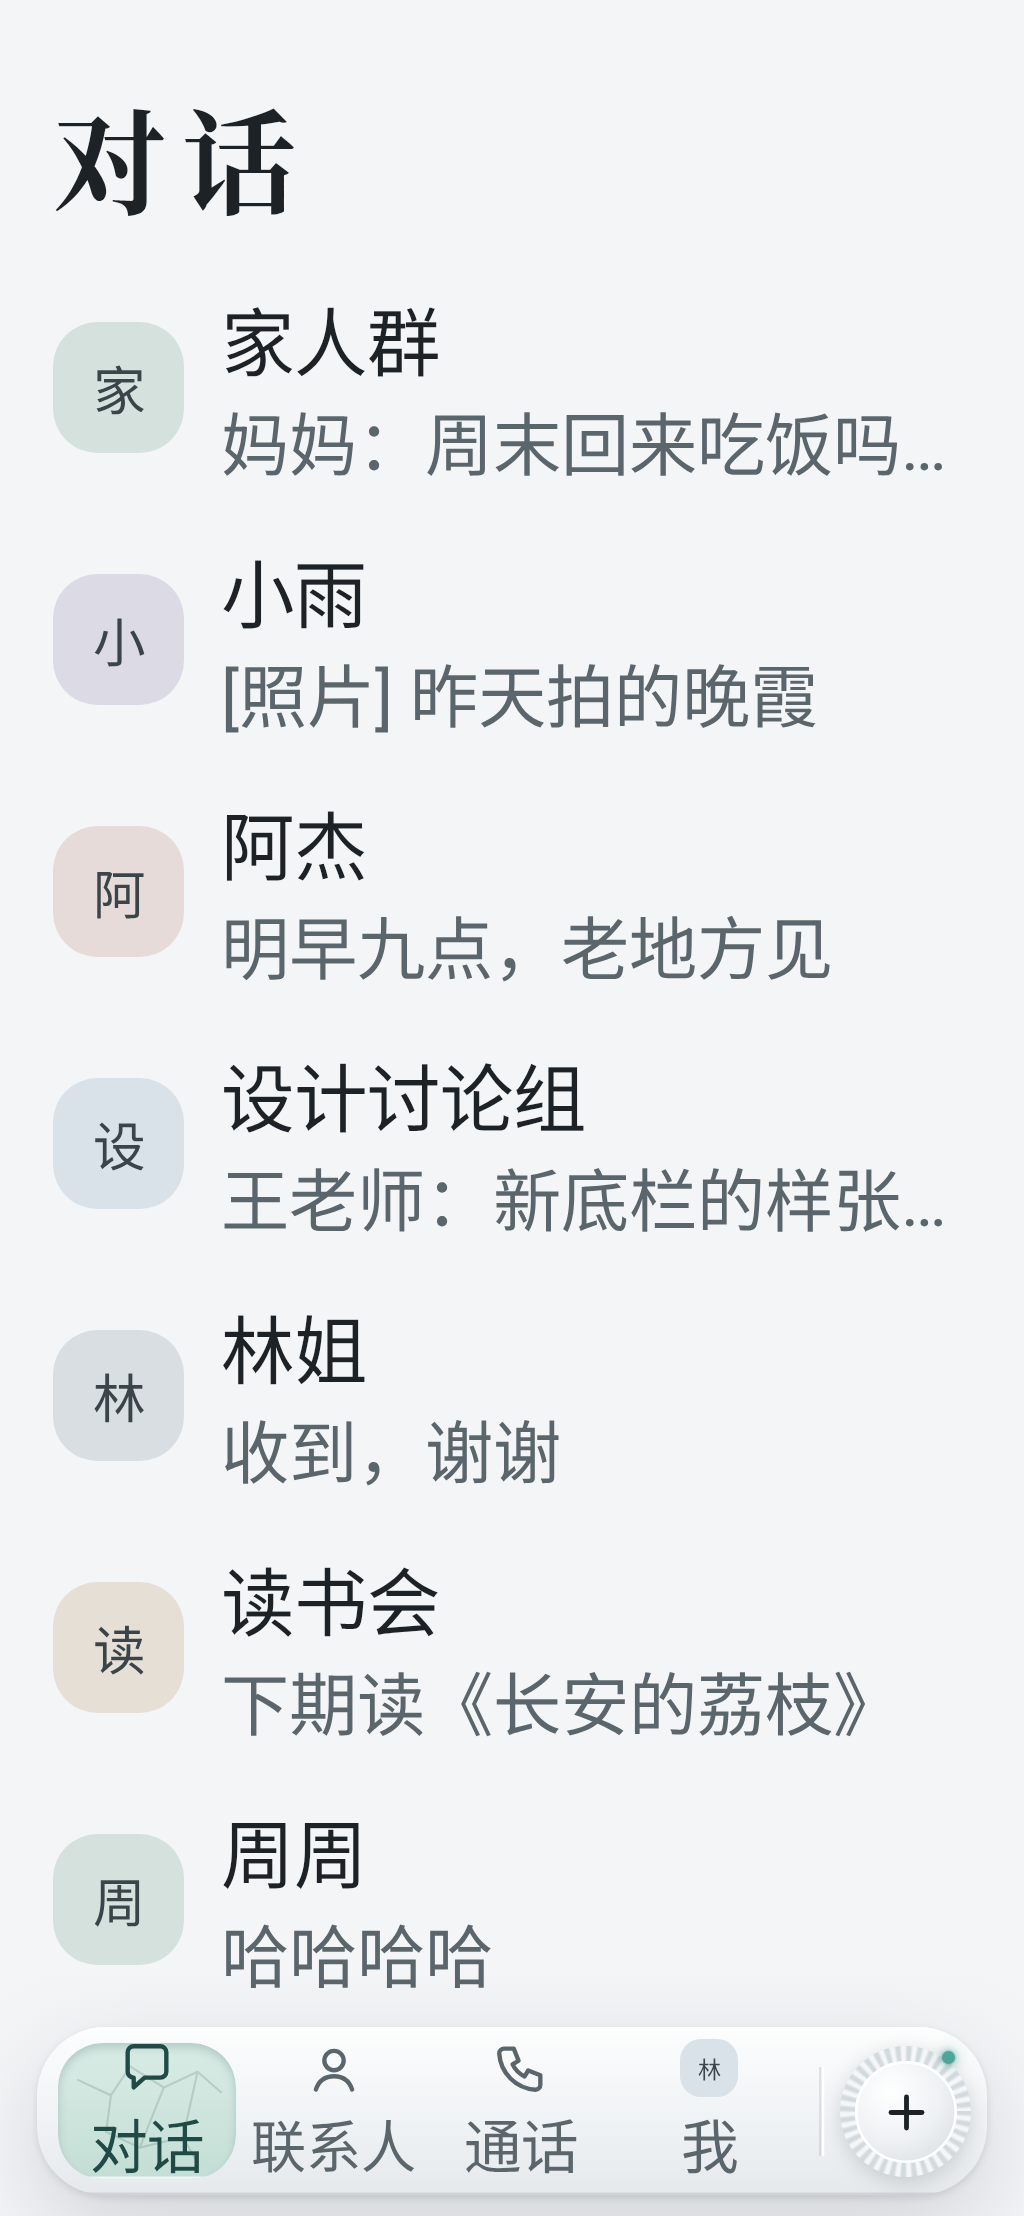 对话
家
家人群
妈妈：周末回来吃饭吗...
小
小雨
[照片] 昨天拍的晚霞
阿
阿杰
明早九点，老地方见
设
设计讨论组
王老师：新底栏的样张...
林
林姐
收到，谢谢
读
读书会
下期读《长安的荔枝》
周
周周
哈哈哈哈
林
对话 联系人 通话 我